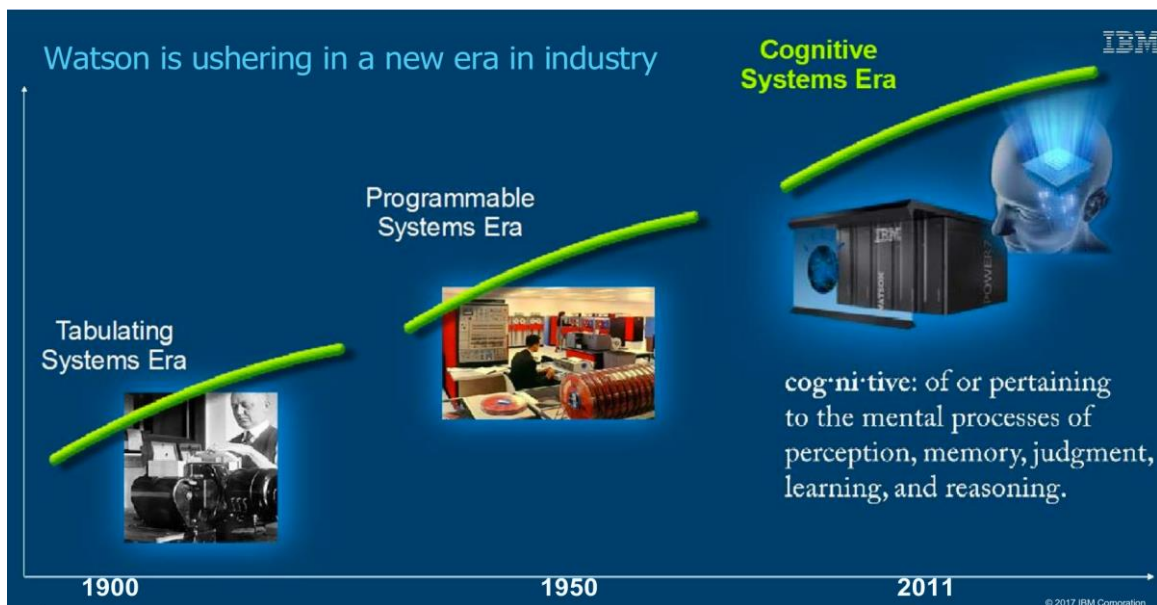 Watson is ushering in a new era in industry
Cognitive
Systems Era
IBM
Programmable
Systems Era
Tabulating
Systems Era
IBM
WATSON
POWER7
cog·ni·tive: of or pertaining
to the mental processes of
perception, memory, judgment,
learning, and reasoning.
1900
1950
2011
© 2017 IBM Corporation